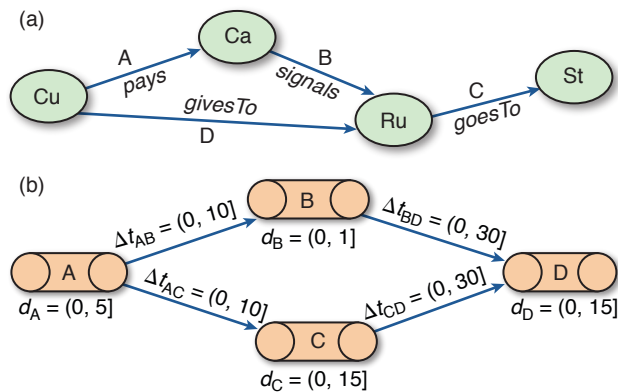 (a)
Ca
A
pays
B
signals
St
Cu
givesTo
D
Ru
C
goesTo
(b)
Δt_AB = (0, 10]
B
d_B = (0, 1]
Δt_BD = (0, 30]
A
d_A = (0, 5]
D
d_D = (0, 15]
Δt_AC = (0, 10]
C
d_C = (0, 15]
Δt_CD = (0, 30]